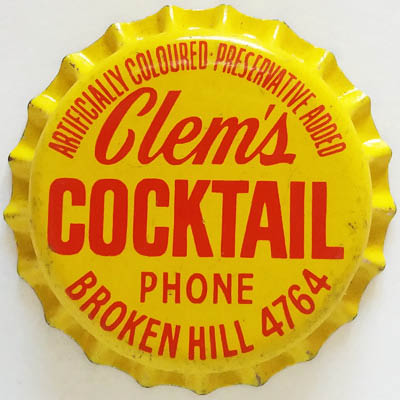 ARTIFICIALLY COLOURED · PRESERVATIVE ADDED
Clem's
COCKTAIL
PHONE
BROKEN HILL 4764